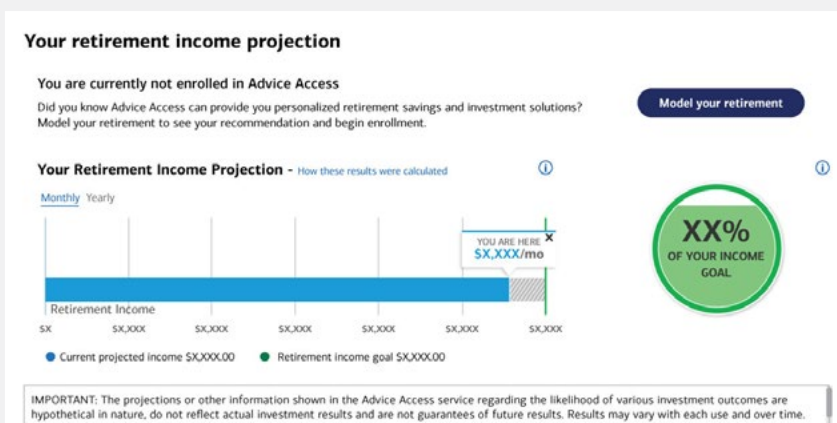 Your retirement income projection
You are currently not enrolled in Advice Access
Did you know Advice Access can provide you personalized retirement savings and investment solutions?
Model your retirement to see your recommendation and begin enrollment.
Model your retirement
Your Retirement Income Projection - How these results were calculated
Monthly Yearly
YOU ARE HERE X
$X,XXX/mo
Retirement Income
$X $X,XXX $X,XXX $X,XXX $X,XXX $X,XXX $X,XXX
Current projected income $X,XXX.00 Retirement income goal $X,XXX.00
XX%
OF YOUR INCOME
GOAL
IMPORTANT: The projections or other information shown in the Advice Access service regarding the likelihood of various investment outcomes are
hypothetical in nature, do not reflect actual investment results and are not guarantees of future results. Results may vary with each use and over time.